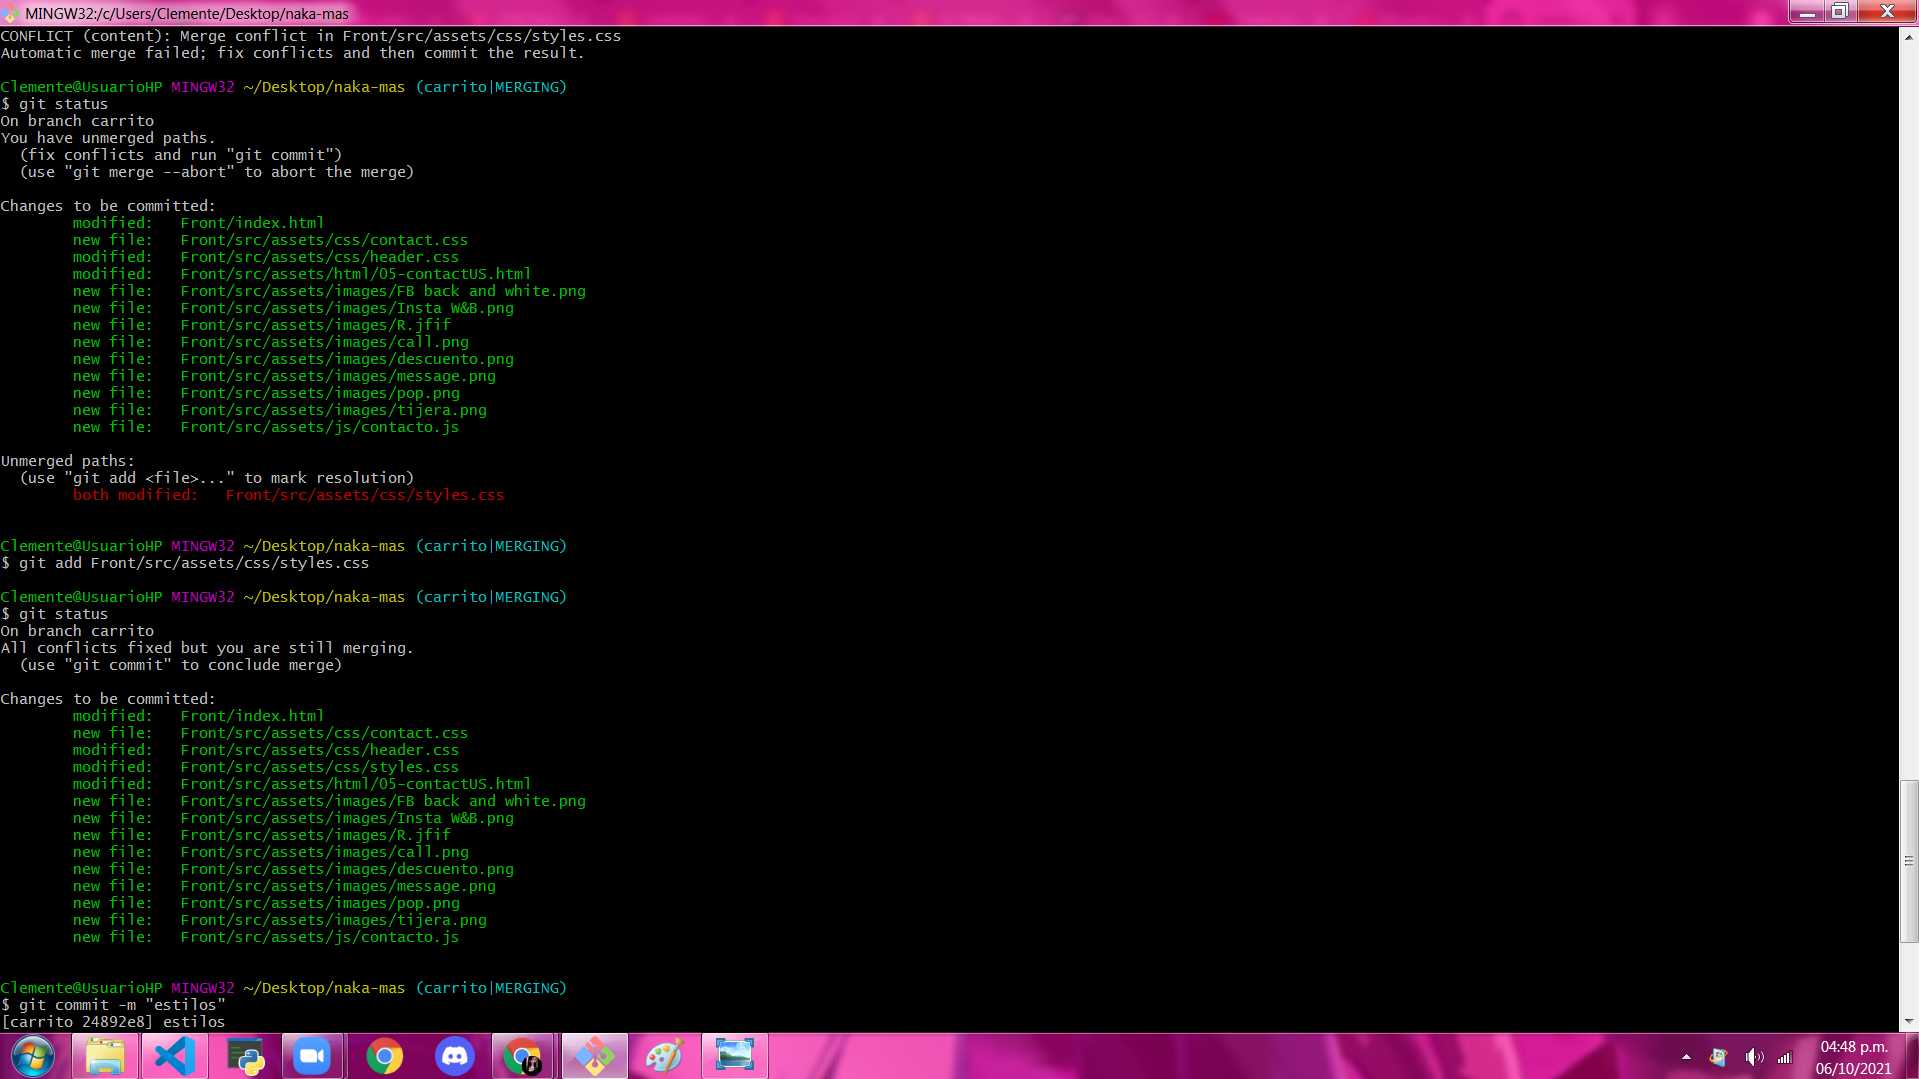 MINGW32:/c/Users/Clemente/Desktop/naka-mas
CONFLICT (content): Merge conflict in Front/src/assets/css/styles.css
Automatic merge failed; fix conflicts and then commit the result.
Clemente@UsuarioHP MINGW32 ~/Desktop/naka-mas (carrito|MERGING)
$ git status
On branch carrito
You have unmerged paths.
(fix conflicts and run "git commit")
(use "git merge --abort" to abort the merge)
Changes to be committed:
modified:   Front/index.html
new file:   Front/src/assets/css/contact.css
modified:   Front/src/assets/css/header.css
modified:   Front/src/assets/html/05-contactUS.html
new file:   Front/src/assets/images/FB back and white.png
new file:   Front/src/assets/images/Insta W&B.png
new file:   Front/src/assets/images/R.jfif
new file:   Front/src/assets/images/call.png
new file:   Front/src/assets/images/descuento.png
new file:   Front/src/assets/images/message.png
new file:   Front/src/assets/images/pop.png
new file:   Front/src/assets/images/tijera.png
new file:   Front/src/assets/js/contacto.js
Unmerged paths:
(use "git add <file>..." to mark resolution)
both modified:   Front/src/assets/css/styles.css
Clemente@UsuarioHP MINGW32 ~/Desktop/naka-mas (carrito|MERGING)
$ git add Front/src/assets/css/styles.css
Clemente@UsuarioHP MINGW32 ~/Desktop/naka-mas (carrito|MERGING)
$ git status
On branch carrito
All conflicts fixed but you are still merging.
(use "git commit" to conclude merge)
Changes to be committed:
modified:   Front/index.html
new file:   Front/src/assets/css/contact.css
modified:   Front/src/assets/css/header.css
modified:   Front/src/assets/css/styles.css
modified:   Front/src/assets/html/05-contactUS.html
new file:   Front/src/assets/images/FB back and white.png
new file:   Front/src/assets/images/Insta W&B.png
new file:   Front/src/assets/images/R.jfif
new file:   Front/src/assets/images/call.png
new file:   Front/src/assets/images/descuento.png
new file:   Front/src/assets/images/message.png
new file:   Front/src/assets/images/pop.png
new file:   Front/src/assets/images/tijera.png
new file:   Front/src/assets/js/contacto.js
Clemente@UsuarioHP MINGW32 ~/Desktop/naka-mas (carrito|MERGING)
$ git commit -m "estilos"
[carrito 24892e8] estilos
04:48 p.m.
06/10/2021